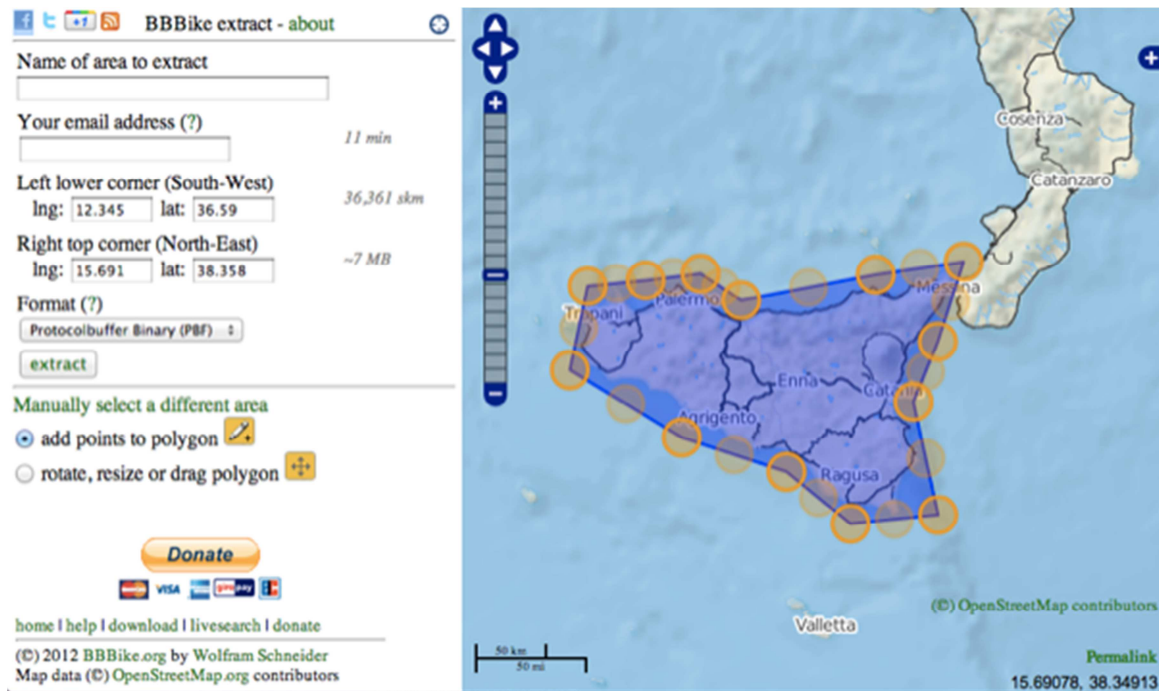 +1
BBBike extract - about
Name of area to extract
Your email address (?)
11 min
Left lower corner (South-West)
36,361 skm
lng: 12.345 lat: 36.59
Right top corner (North-East)
~7 MB
lng: 15.691 lat: 38.358
Format (?)
Protocolbuffer Binary (PBF)
extract
Manually select a different area
add points to polygon
rotate, resize or drag polygon
Donate
VISA
home | help | download | livesearch | donate
(C) 2012 BBBike.org by Wolfram Schneider
Map data (C) OpenStreetMap.org contributors
Cosenza
Catanzaro
Messina
Palermo
Trapani
Enna
Catania
Agrigento
Ragusa
Valletta
(©) OpenStreetMap contributors
50 km
50 mi
Permalink
15.69078, 38.34913